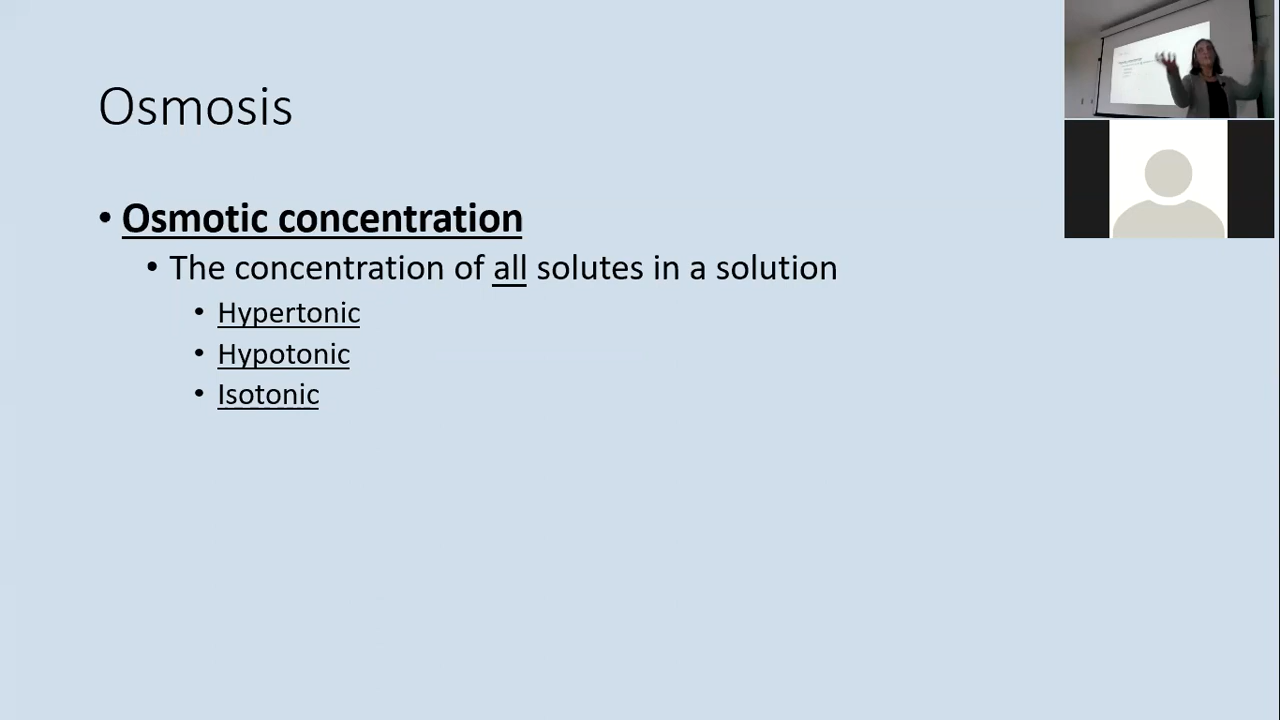 Osmosis
• Osmotic concentration
• The concentration of all solutes in a solution
• Hypertonic
• Hypotonic
• Isotonic